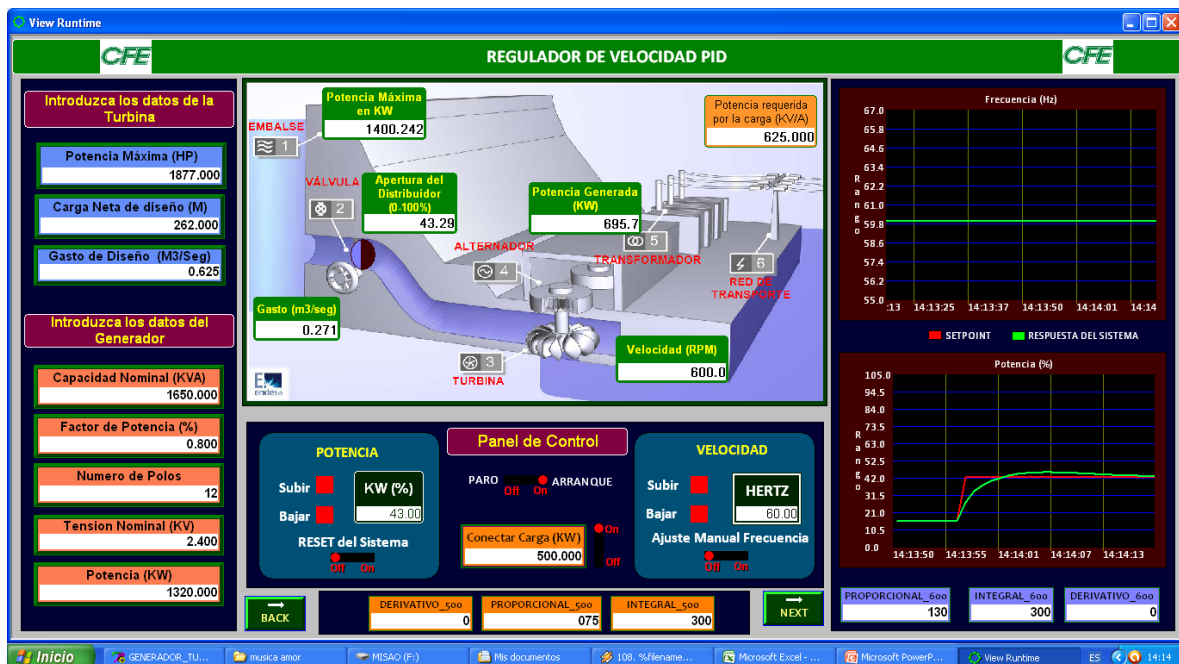 View Runtime
CFE
REGULADOR DE VELOCIDAD PID
CFE
Introduzca los datos de la
Turbina
Potencia Máxima (HP)
1877.000
Carga Neta de diseño (M)
262.000
Gasto de Diseño (M3/Seg)
0.625
Introduzca los datos del
Generador
Capacidad Nominal (KVA)
1650.000
Factor de Potencia (%)
0.800
Numero de Polos
12
Tension Nominal (KV)
2.400
Potencia (KW)
1320.000
Potencia Máxima
en KW
1400.242
EMBALSE
1
VÁLVULA
2
Apertura del
Distribuidor
(0-100%)
43.29
Potencia requerida
por la carga (KV/A)
625.000
Potencia Generada
(KW)
695.7
ALTERNADOR
4
5
TRANSFORMADOR
6
RED DE
TRANSPORTE
Gasto (m3/seg)
0.271
3
TURBINA
Velocidad (RPM)
600.0
endesa
Panel de Control
POTENCIA
Subir
Bajar
KW (%)
43.00
RESET del Sistema
Off On
PARO
Off On
ARRANQUE
Conectar Carga (KW)
500.000
On
Off
VELOCIDAD
Subir
Bajar
HERTZ
60.00
Ajuste Manual Frecuencia
Off On
BACK
DERIVATIVO_500
0
PROPORCIONAL_500
075
INTEGRAL_500
300
NEXT
Frecuencia (Hz)
Rango
67.0
65.8
64.6
63.4
62.2
61.0
59.8
58.6
57.4
56.2
55.0
:13 14:13:25 14:13:37 14:13:50 14:14:01 14:14
SETPOINT RESPUESTA DEL SISTEMA
Potencia (%)
Rango
105.0
94.5
84.0
73.5
63.0
52.5
42.0
31.5
21.0
10.5
0.0
14:13:50 14:13:55 14:14:01 14:14:07 14:14:13
PROPORCIONAL_600
130
INTEGRAL_600
300
DERIVATIVO_600
0
Inicio
GENERADOR_TU...
musica amor
MISAO (F:)
Mis documentos
108. %filename...
Microsoft Excel - ...
Microsoft PowerP...
View Runtime
ES
14:14